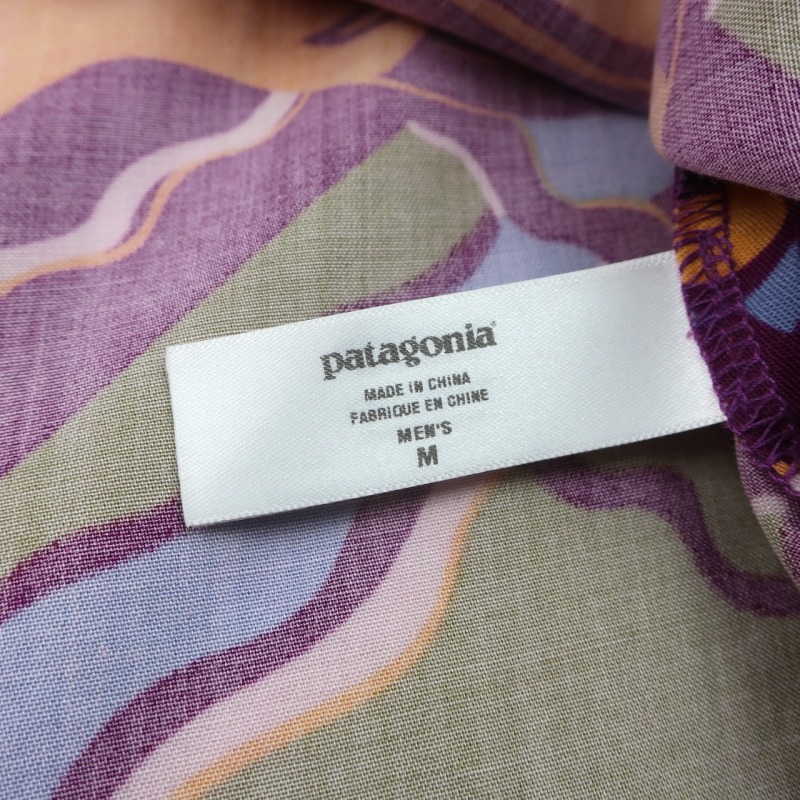 patagonia
MADE IN CHINA
FABRIQUE EN CHINE
MEN'S
M